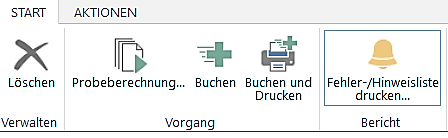 START AKTIONEN
Löschen Probeberechnung... Buchen Buchen und Drucken Fehler-/Hinweisliste drucken...
Verwalten Vorgang Bericht